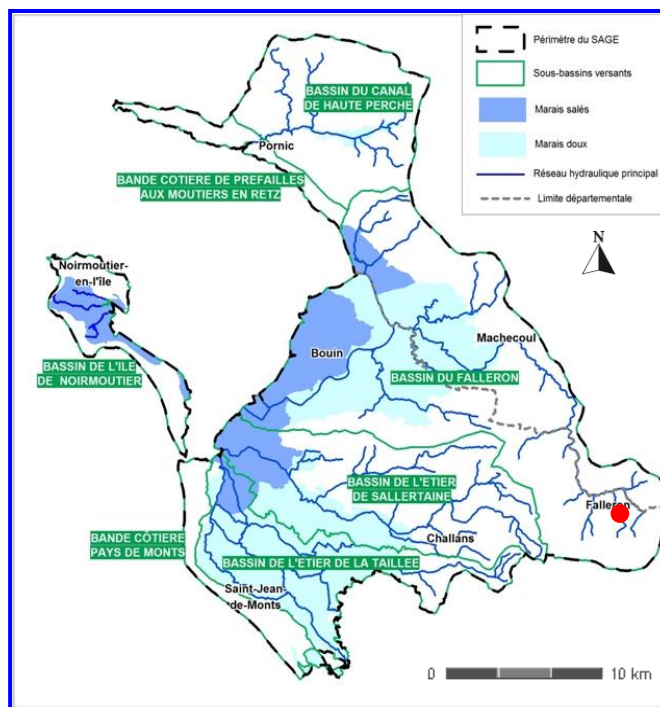 Périmètre du SAGE
Sous-bassins versants
Marais salés
Marais doux
Réseau hydraulique principal
Limite départementale
N
BASSIN DU CANAL
DE HAUTE PERCHE
Pornic
BANDE COTIERE DE PREFAILLES
AUX MOUTIERS EN RETZ
Noirmoutier-
en-l'île
BASSIN DE L'ILE
DE NOIRMOUTIER
Bouin
Machecoul
BASSIN DU FALLERON
BASSIN DE L'ETIER
DE SALLERTAINE
Falleron
BANDE CÔTIERE
PAYS DE MONTS
Challans
BASSIN DE L'ETIER DE LA TAILLEE
Saint-Jean-
de-Monts
0 10 km